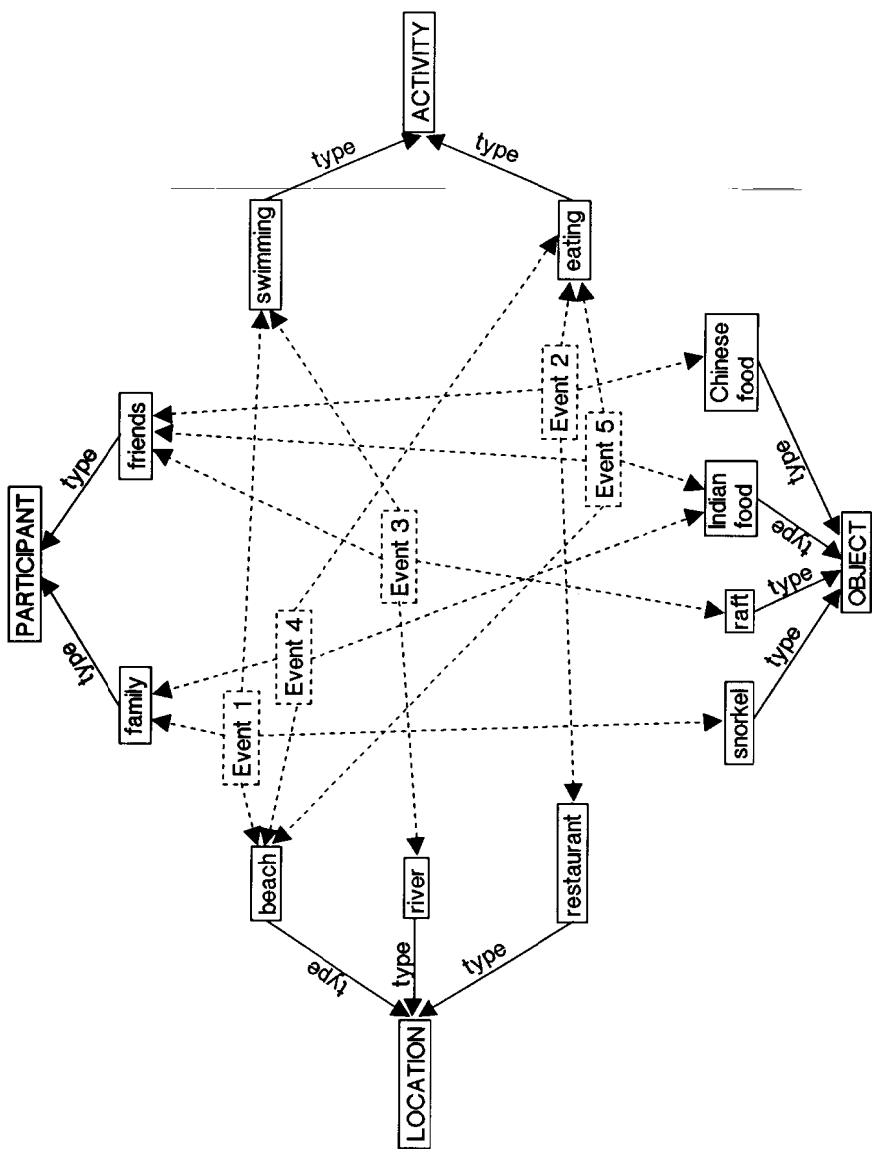 PARTICIPANT
type
type
family
friends
Event 1
beach
swimming
Event 4
type
type
Event 3
LOCATION
type
river
ACTIVITY
type
type
Event 2
restaurant
eating
Event 5
snorkel
raft
Indian
food
Chinese
food
type
type
type
type
OBJECT